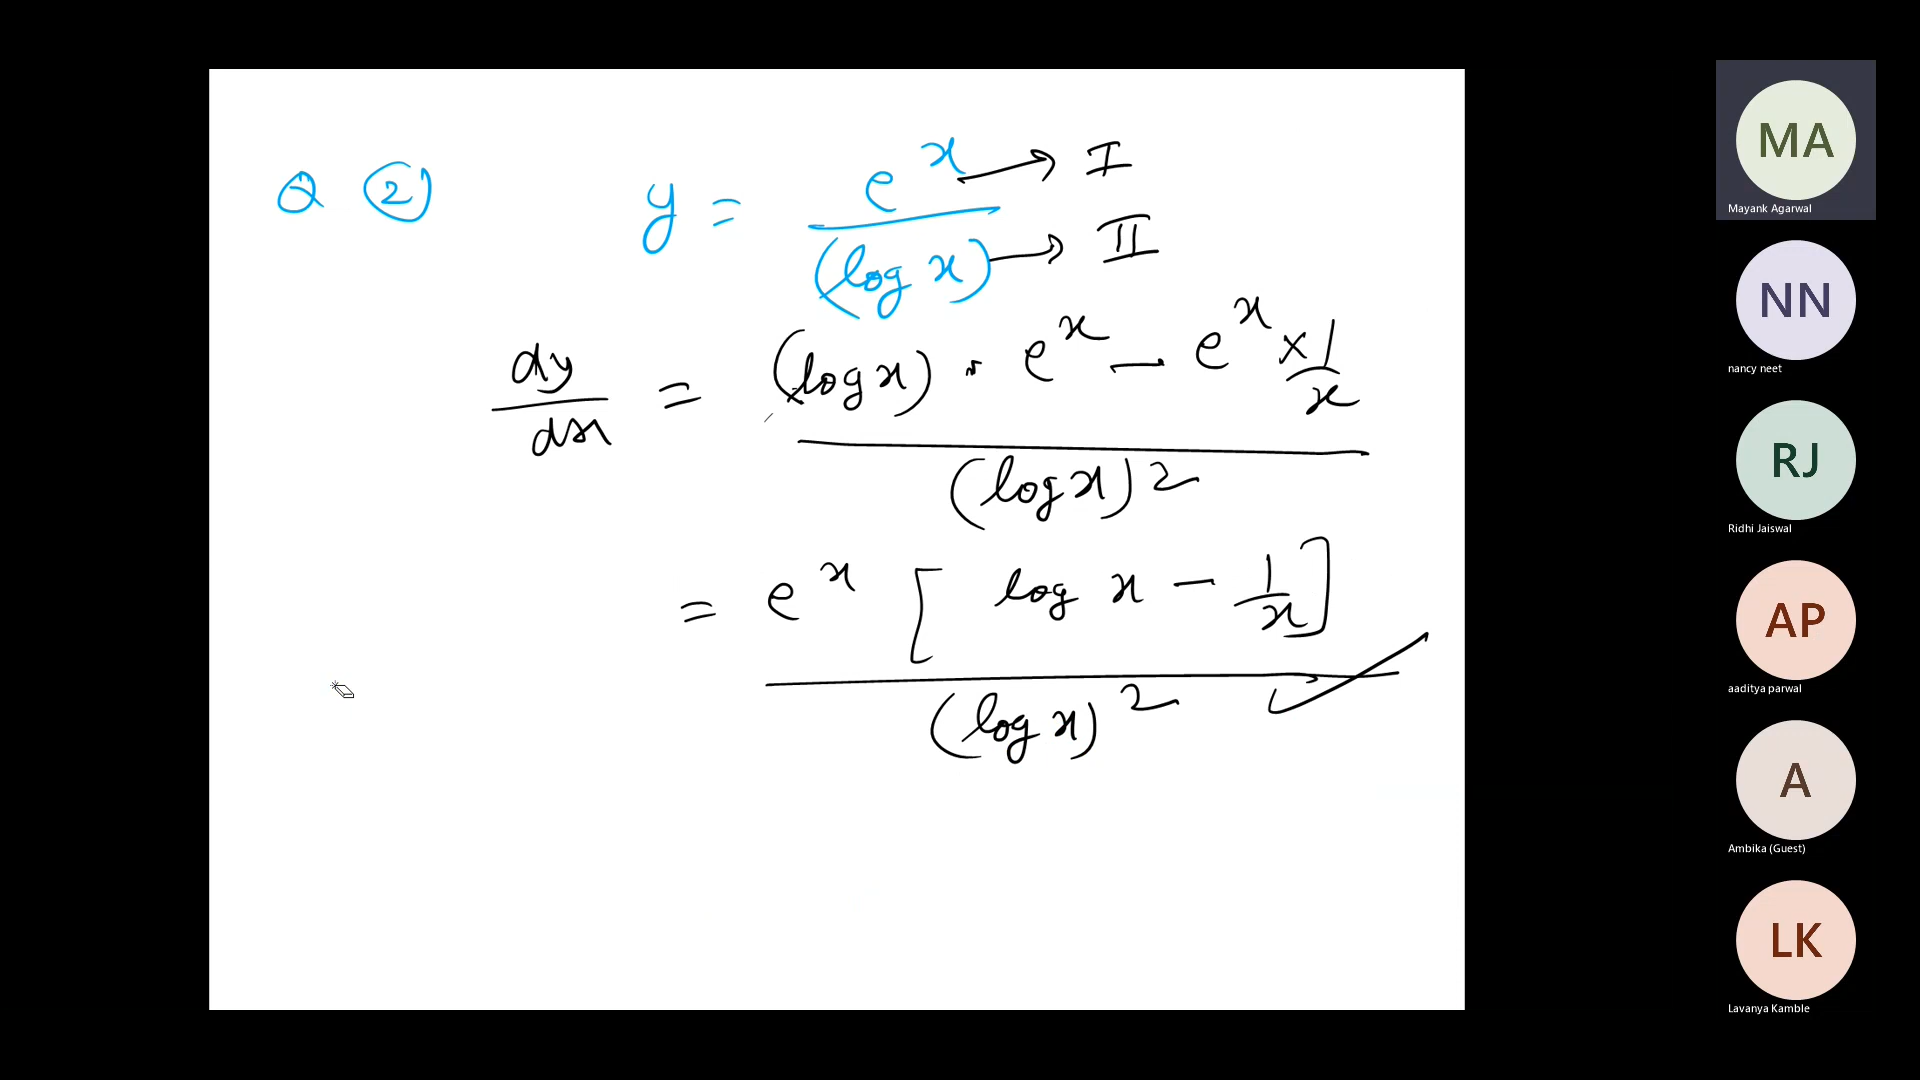 Q ②
y = e^x / (log x)
→ I
→ II
dy/dx = ((log x) · e^x − e^x × 1/x) / (log x)^2
= e^x [log x − 1/x] / (log x)^2
MA
Mayank Agarwal
NN
nancy neet
RJ
Ridhi Jaiswal
AP
aaditya parwal
A
Ambika (Guest)
LK
Lavanya Kamble